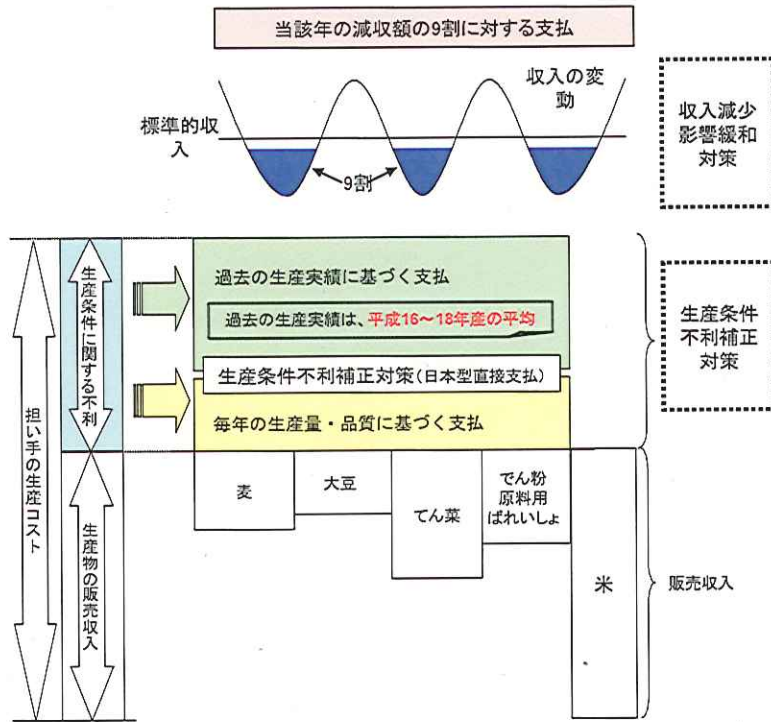 当該年の減収額の9割に対する支払
収入の変
動
標準的収
入
9割
収入減少
影響緩和
対策
過去の生産実績に基づく支払
過去の生産実績は、平成16～18年産の平均
生産条件不利補正対策(日本型直接支払)
毎年の生産量・品質に基づく支払
生産条件
不利補正
対策
担い手の生産コスト
生産条件に関する不利
生産物の販売収入
麦
大豆
てん菜
でん粉
原料用
ばれいしょ
米
販売収入